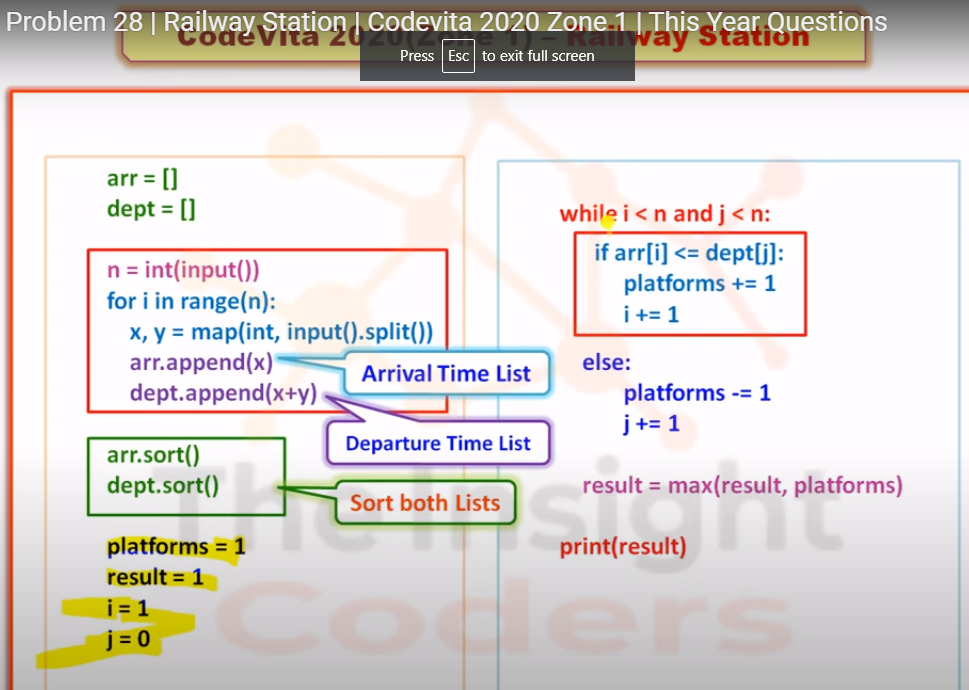 Problem 28 | Railway Station | Codevita 2020 Zone 1 | This Year Questions
CodeVita 2020(Zone 1) – Railway Station
Press Esc to exit full screen
arr = []
dept = []
n = int(input())
for i in range(n):
x, y = map(int, input().split())
arr.append(x)
Arrival Time List
dept.append(x+y)
Departure Time List
arr.sort()
dept.sort()
Sort both Lists
platforms = 1
result = 1
i = 1
j = 0
while i < n and j < n:
if arr[i] <= dept[j]:
platforms += 1
i += 1
else:
platforms -= 1
j += 1
result = max(result, platforms)
print(result)
The Insight
Coders